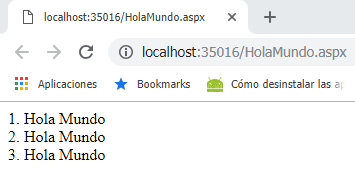 localhost:35016/HolaMundo.aspx
localhost:35016/HolaMundo.aspx
Aplicaciones Bookmarks Cómo desinstalar las ap
1. Hola Mundo
2. Hola Mundo
3. Hola Mundo